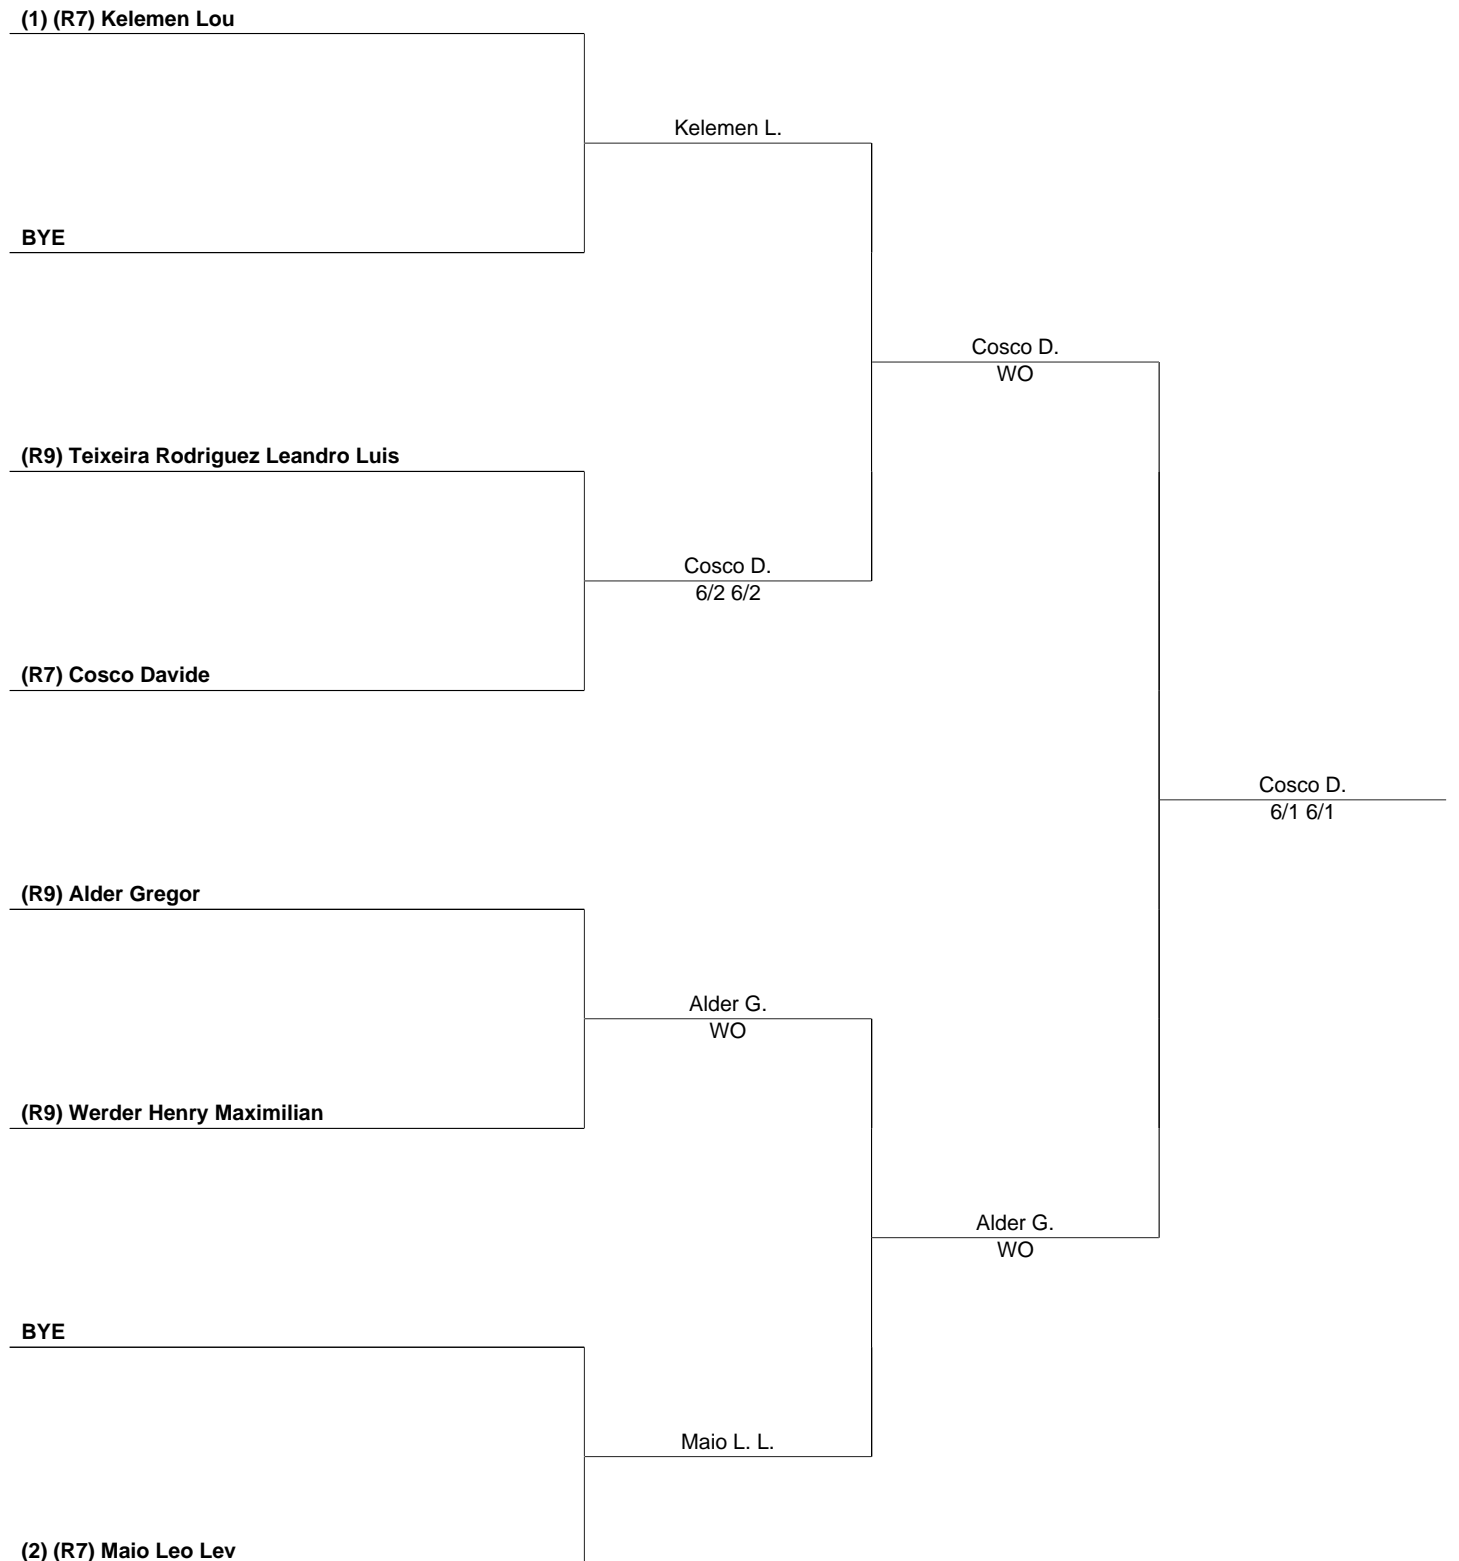 (1) (R7) Kelemen Lou
Kelemen L.
BYE
Cosco D.
WO
(R9) Teixeira Rodriguez Leandro Luis
Cosco D.
6/2 6/2
(R7) Cosco Davide
Cosco D.
6/1 6/1
(R9) Alder Gregor
Alder G.
WO
(R9) Werder Henry Maximilian
Alder G.
WO
BYE
Maio L. L.
(2) (R7) Maio Leo Lev